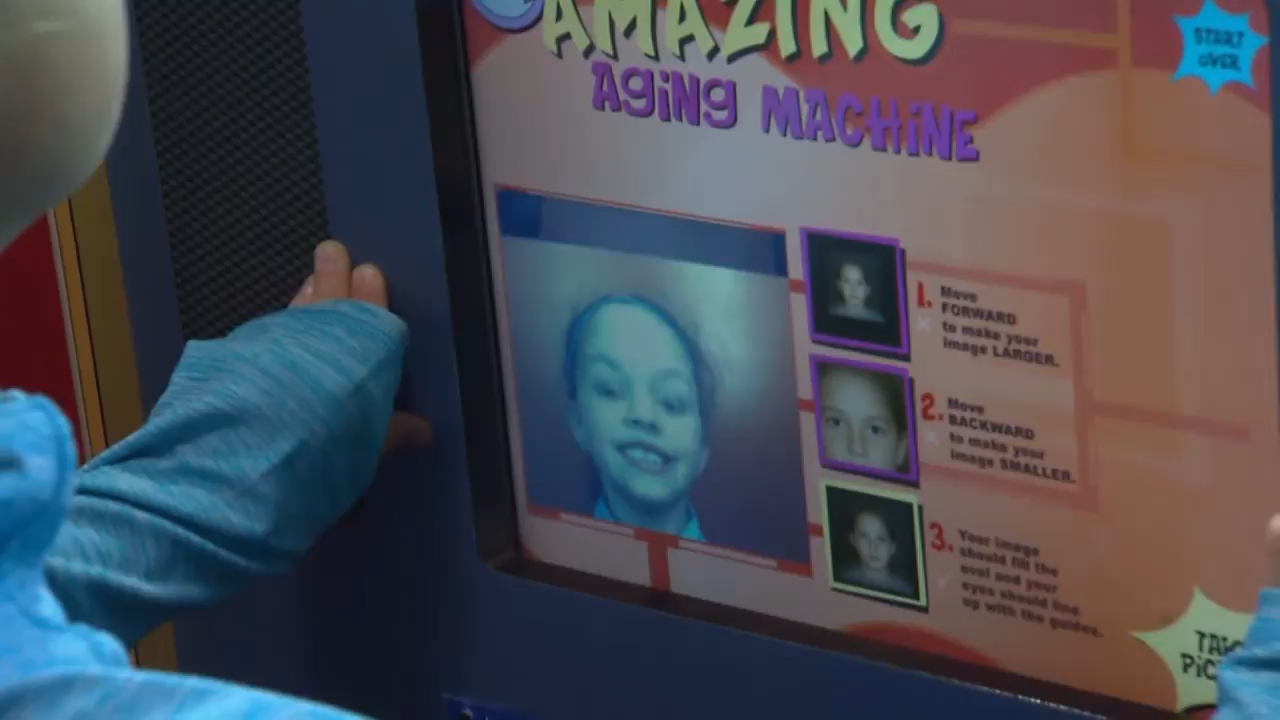 AMAZING
AGiNG MACHiNE
START
OVER
1. Move
FORWARD
to make your
image LARGER.
2. Move
BACKWARD
to make your
image SMALLER.
3. Your image
should fill the
oval and your
eyes should line
up with the guides.